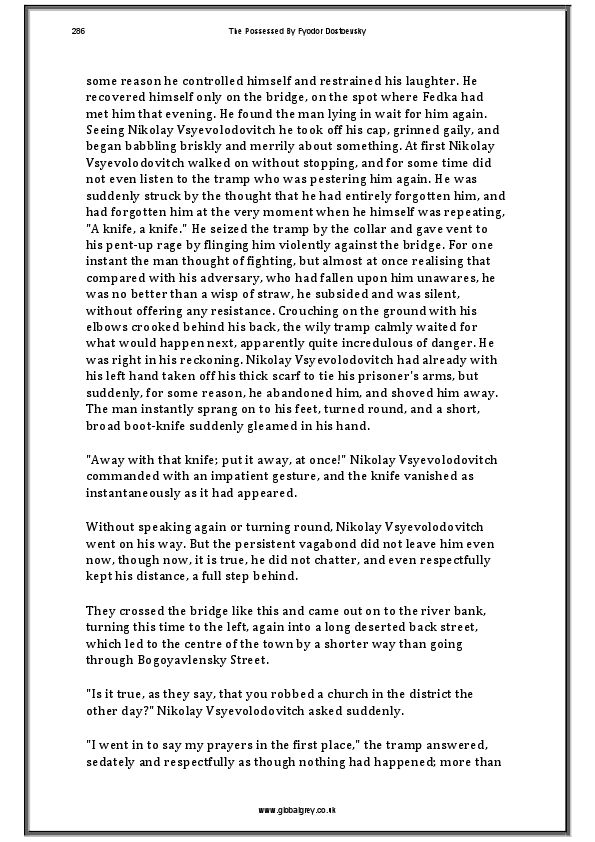 286 The Possessed By Fyodor Dostoevsky
some reason he controlled himself and restrained his laughter. He
recovered himself only on the bridge, on the spot where Fedka had
met him that evening. He found the man lying in wait for him again.
Seeing Nikolay Vsyevolodovitch he took off his cap, grinned gaily, and
began babbling briskly and merrily about something. At first Nikolay
Vsyevolodovitch walked on without stopping, and for some time did
not even listen to the tramp who was pestering him again. He was
suddenly struck by the thought that he had entirely forgotten him, and
had forgotten him at the very moment when he himself was repeating,
"A knife, a knife." He seized the tramp by the collar and gave vent to
his pent-up rage by flinging him violently against the bridge. For one
instant the man thought of fighting, but almost at once realising that
compared with his adversary, who had fallen upon him unawares, he
was no better than a wisp of straw, he subsided and was silent,
without offering any resistance. Crouching on the ground with his
elbows crooked behind his back, the wily tramp calmly waited for
what would happen next, apparently quite incredulous of danger. He
was right in his reckoning. Nikolay Vsyevolodovitch had already with
his left hand taken off his thick scarf to tie his prisoner's arms, but
suddenly, for some reason, he abandoned him, and shoved him away.
The man instantly sprang on to his feet, turned round, and a short,
broad boot-knife suddenly gleamed in his hand.
"Away with that knife; put it away, at once!" Nikolay Vsyevolodovitch
commanded with an impatient gesture, and the knife vanished as
instantaneously as it had appeared.
Without speaking again or turning round, Nikolay Vsyevolodovitch
went on his way. But the persistent vagabond did not leave him even
now, though now, it is true, he did not chatter, and even respectfully
kept his distance, a full step behind.
They crossed the bridge like this and came out on to the river bank,
turning this time to the left, again into a long deserted back street,
which led to the centre of the town by a shorter way than going
through Bogoyavlensky Street.
"Is it true, as they say, that you robbed a church in the district the
other day?" Nikolay Vsyevolodovitch asked suddenly.
"I went in to say my prayers in the first place," the tramp answered,
sedately and respectfully as though nothing had happened; more than
www.globalgrey.co.uk